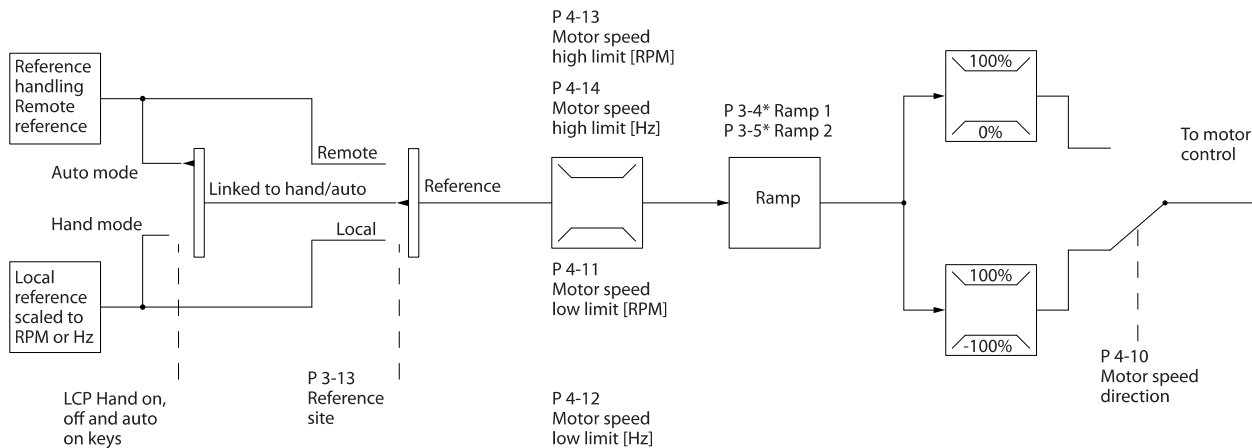 P 4-13
Motor speed
high limit [RPM]
Reference
handling
Remote
reference
P 4-14
Motor speed
high limit [Hz]
100%
0%
P 3-4* Ramp 1
P 3-5* Ramp 2
To motor
control
Remote
Auto mode
Linked to hand/auto
Reference
Ramp
Hand mode
Local
Local
reference
scaled to
RPM or Hz
P 4-11
Motor speed
low limit [RPM]
100%
-100%
P 4-10
Motor speed
direction
P 3-13
Reference
site
LCP Hand on,
off and auto
on keys
P 4-12
Motor speed
low limit [Hz]